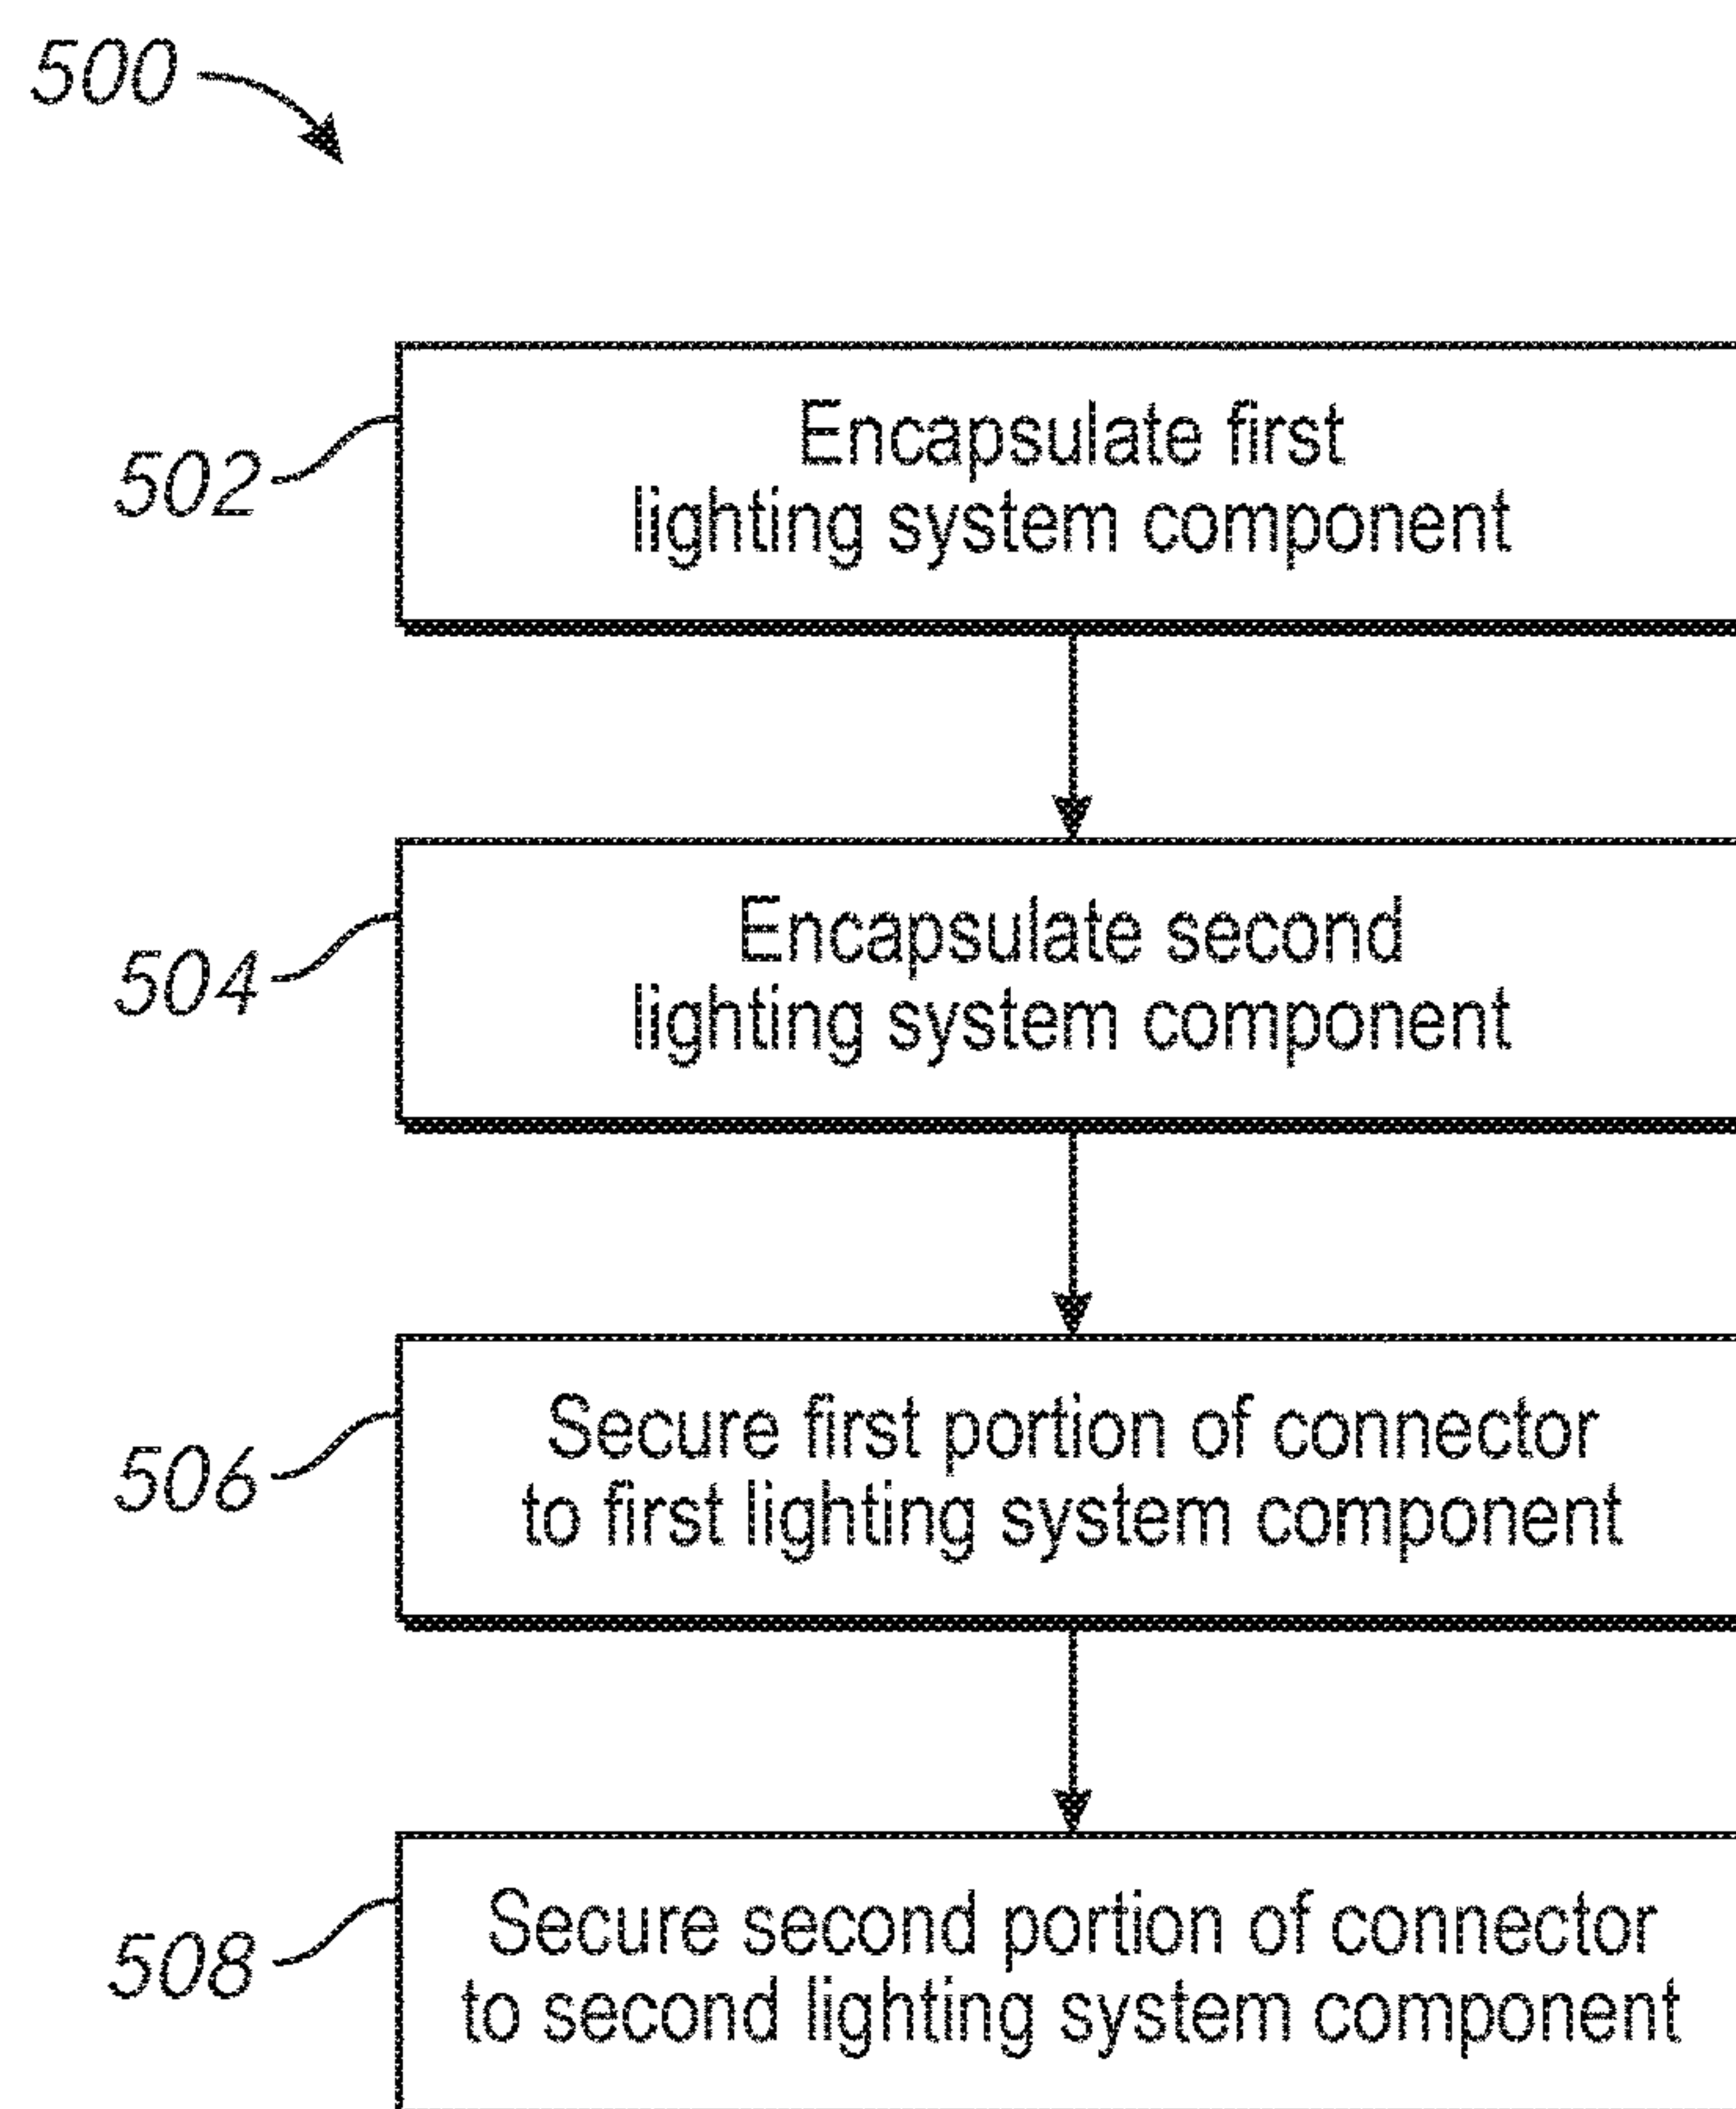 500
502
Encapsulate first
lighting system component
504
Encapsulate second
lighting system component
506
Secure first portion of connector
to first lighting system component
508
Secure second portion of connector
to second lighting system component